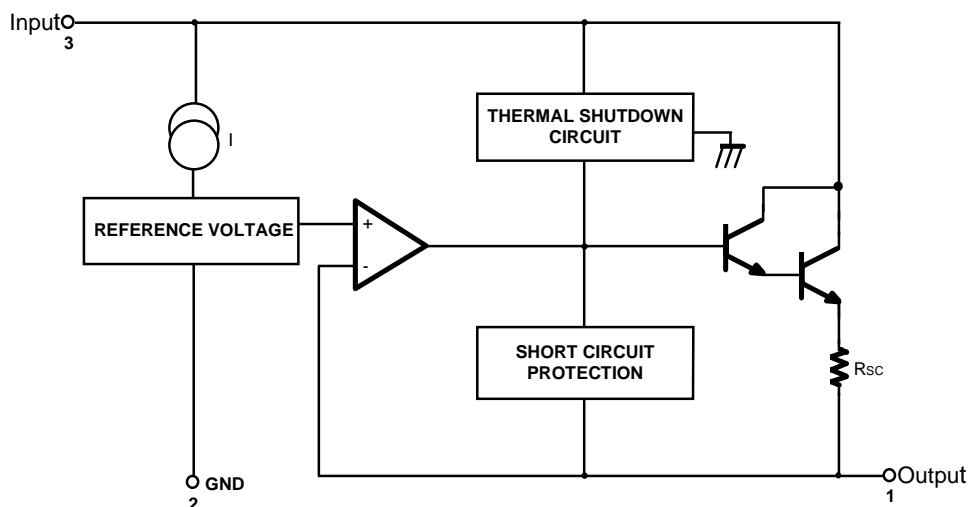 Input
3
THERMAL SHUTDOWN
CIRCUIT
I
REFERENCE VOLTAGE
+
-
SHORT CIRCUIT
PROTECTION
RSC
GND
2
Output
1